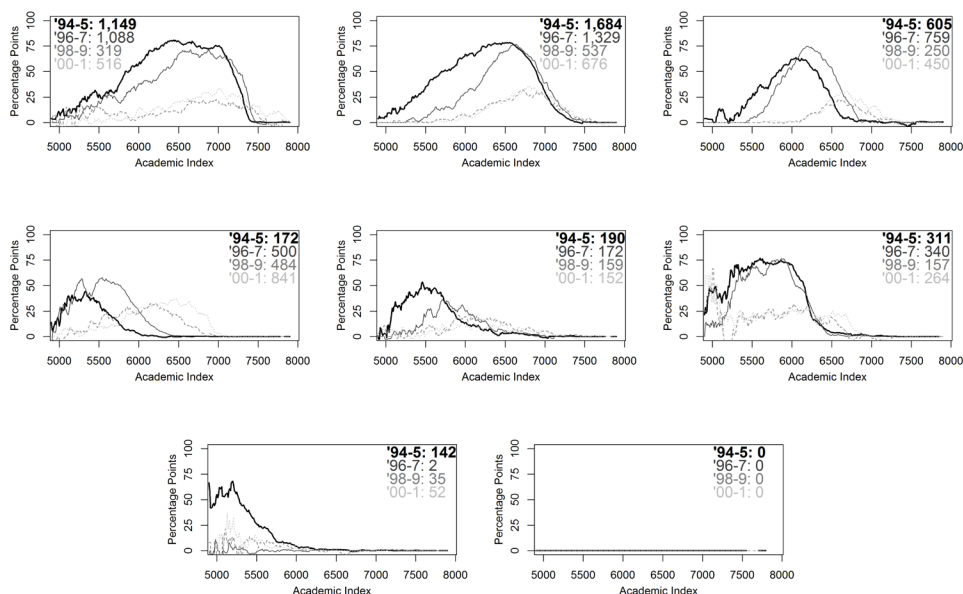 Percentage Points
0 25 50 75 100
'94-5: 1,149
'96-7: 1,088
'98-9: 319
'00-1: 516
5000 5500 6000 6500 7000 7500 8000
Academic Index
Percentage Points
0 25 50 75 100
'94-5: 1,684
'96-7: 1,329
'98-9: 537
'00-1: 676
5000 5500 6000 6500 7000 7500 8000
Academic Index
Percentage Points
0 25 50 75 100
'94-5: 605
'96-7: 759
'98-9: 250
'00-1: 450
5000 5500 6000 6500 7000 7500 8000
Academic Index
Percentage Points
0 25 50 75 100
'94-5: 172
'96-7: 500
'98-9: 484
'00-1: 841
5000 5500 6000 6500 7000 7500 8000
Academic Index
Percentage Points
0 25 50 75 100
'94-5: 190
'96-7: 172
'98-9: 159
'00-1: 152
5000 5500 6000 6500 7000 7500 8000
Academic Index
Percentage Points
0 25 50 75 100
'94-5: 311
'96-7: 340
'98-9: 157
'00-1: 264
5000 5500 6000 6500 7000 7500 8000
Academic Index
Percentage Points
0 25 50 75 100
'94-5: 142
'96-7: 2
'98-9: 35
'00-1: 52
5000 5500 6000 6500 7000 7500 8000
Academic Index
Percentage Points
0 25 50 75 100
'94-5: 0
'96-7: 0
'98-9: 0
'00-1: 0
5000 5500 6000 6500 7000 7500 8000
Academic Index